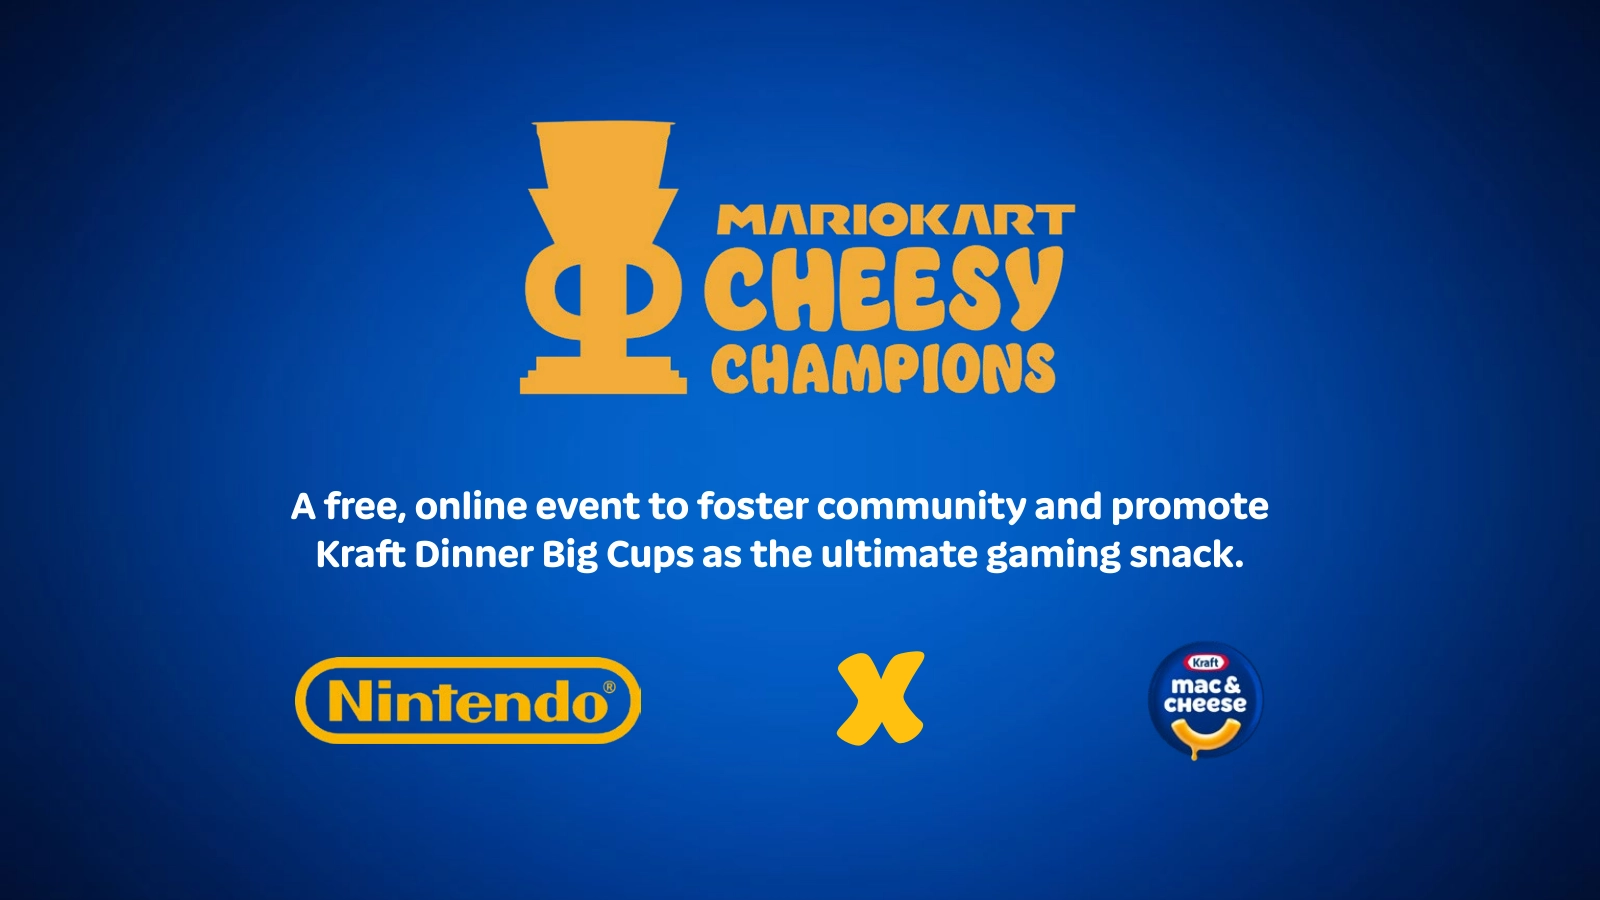 MARIOKART
CHEESY
CHAMPIONS
A free, online event to foster community and promote
Kraft Dinner Big Cups as the ultimate gaming snack.
Nintendo®
X
Kraft
mac &
cheese